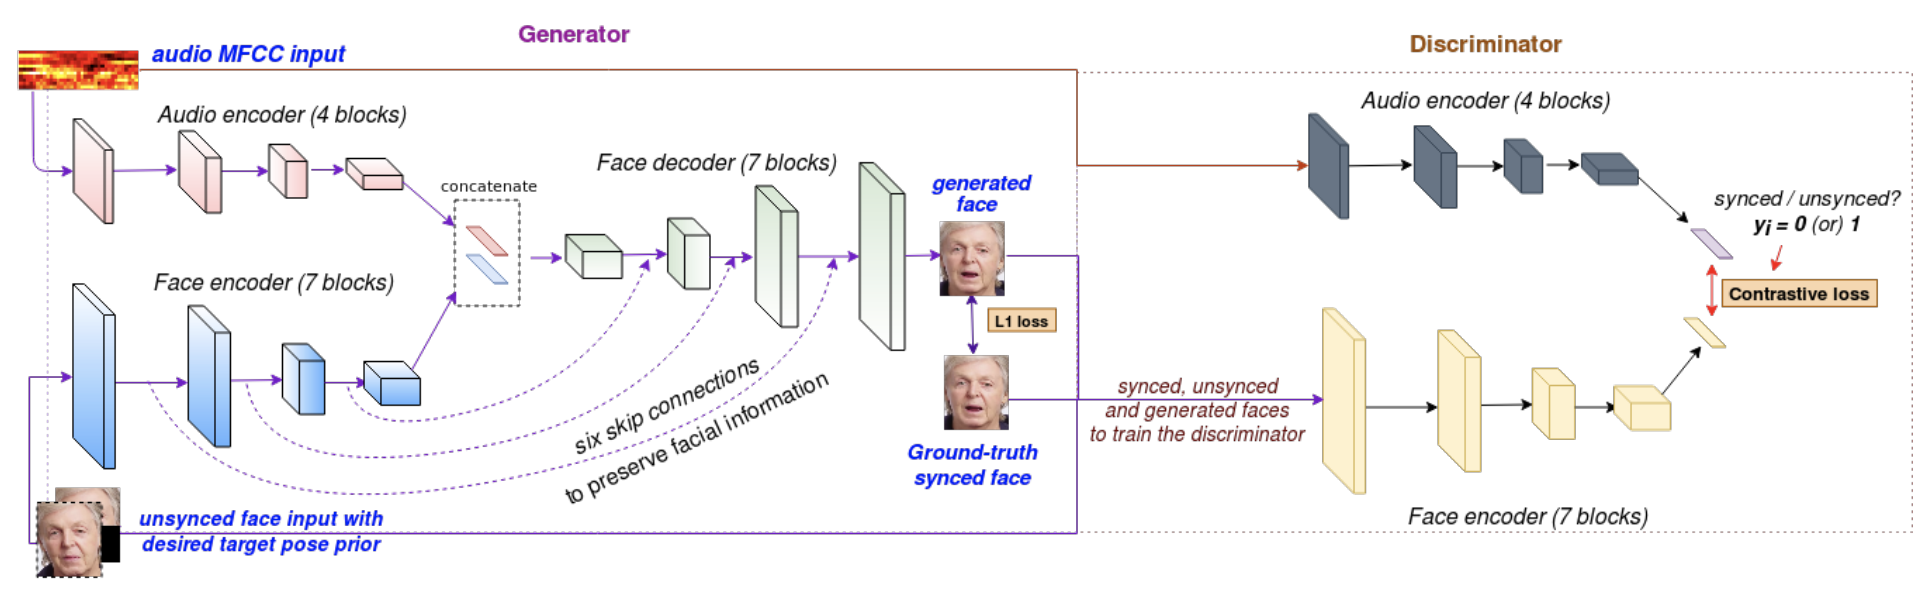 Generator
Discriminator
audio MFCC input
Audio encoder (4 blocks)
Audio encoder (4 blocks)
Face decoder (7 blocks)
concatenate
generated
face
synced / unsynced?
yi = 0 (or) 1
Face encoder (7 blocks)
Contrastive loss
L1 loss
six skip connections
to preserve facial information
synced, unsynced
and generated faces
to train the discriminator
Ground-truth
synced face
unsynced face input with
desired target pose prior
Face encoder (7 blocks)